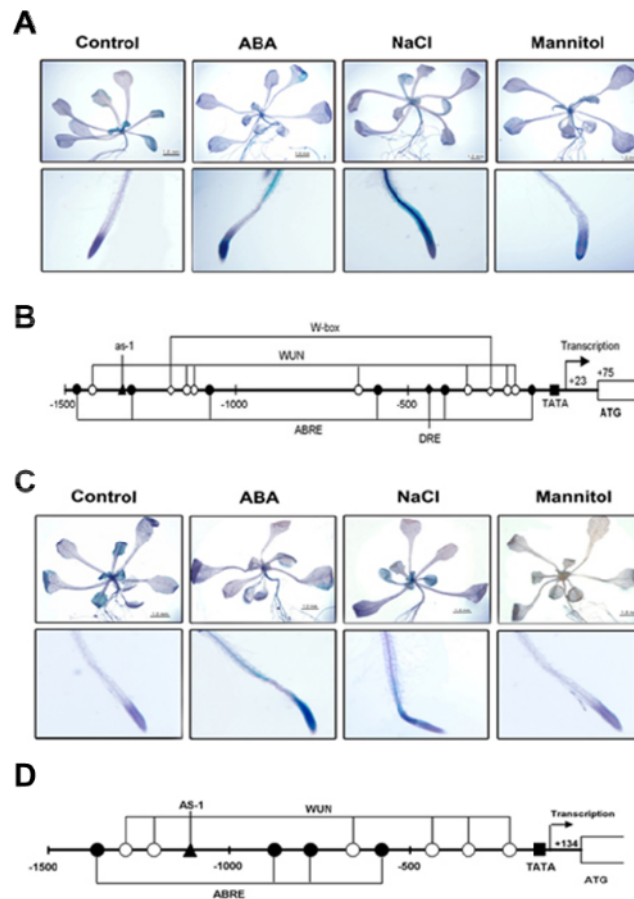 A
Control ABA NaCl Mannitol
B
W-box
as-1
Transcription
WUN
+23
+75
-1500
-1000
-500
TATA
ATG
ABRE
DRE
C
Control ABA NaCl Mannitol
D
AS-1
WUN
Transcription
+134
-1500
-1000
-500
TATA
ATG
ABRE